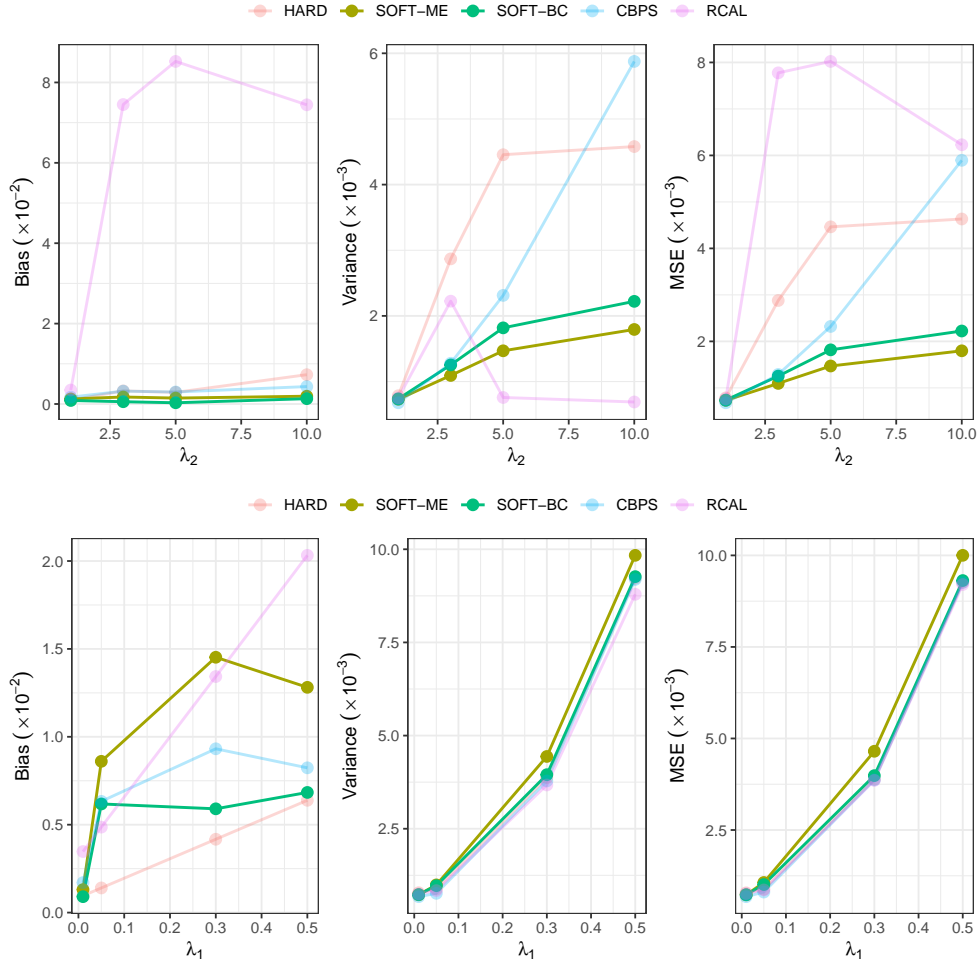 HARD SOFT−ME SOFT−BC CBPS RCAL
Bias (×10⁻²)
8
6
4
2
0
2.5 5.0 7.5 10.0
λ₂
Variance (×10⁻³)
6
4
2
2.5 5.0 7.5 10.0
λ₂
MSE (×10⁻³)
8
6
4
2
2.5 5.0 7.5 10.0
λ₂
HARD SOFT−ME SOFT−BC CBPS RCAL
Bias (×10⁻²)
2.0
1.5
1.0
0.5
0.0
0.0 0.1 0.2 0.3 0.4 0.5
λ₁
Variance (×10⁻³)
10.0
7.5
5.0
2.5
0.0 0.1 0.2 0.3 0.4 0.5
λ₁
MSE (×10⁻³)
10.0
7.5
5.0
2.5
0.0 0.1 0.2 0.3 0.4 0.5
λ₁